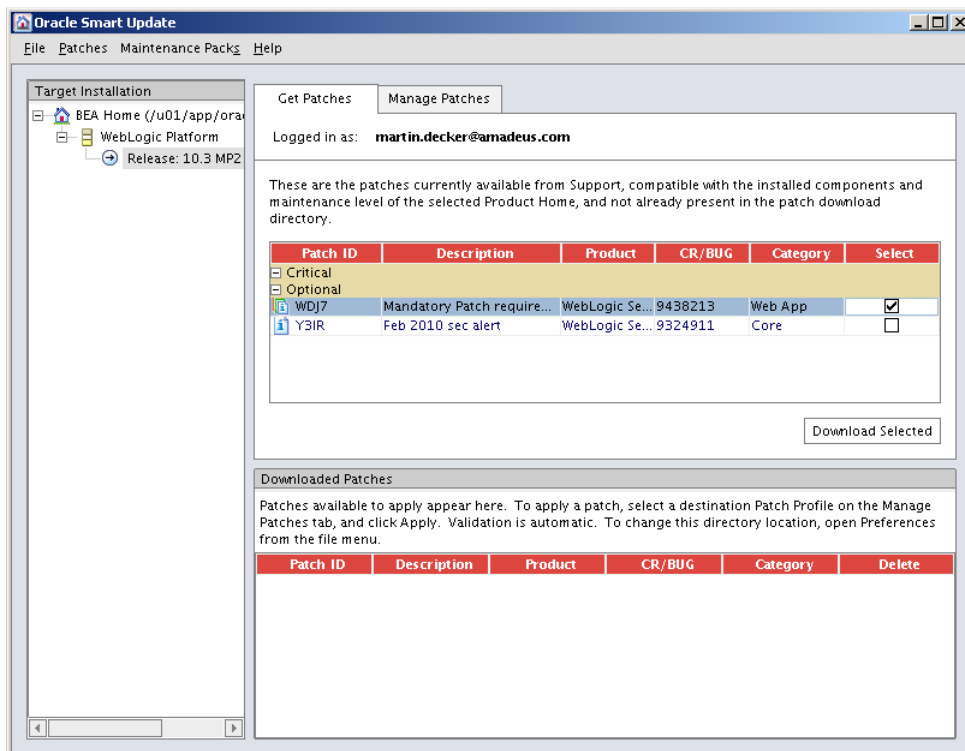 Oracle Smart Update
File Patches Maintenance Packs Help
Target Installation
BEA Home (/u01/app/ora
WebLogic Platform
Release: 10.3 MP2
Get Patches Manage Patches
Logged in as: martin.decker@amadeus.com
These are the patches currently available from Support, compatible with the installed components and
maintenance level of the selected Product Home, and not already present in the patch download
directory.
Patch ID Description Product CR/BUG Category Select
Critical
Optional
WDJ7 Mandatory Patch require... WebLogic Se... 9438213 Web App
Y3IR Feb 2010 sec alert WebLogic Se... 9324911 Core
Download Selected
Downloaded Patches
Patches available to apply appear here. To apply a patch, select a destination Patch Profile on the Manage
Patches tab, and click Apply. Validation is automatic. To change this directory location, open Preferences
from the file menu.
Patch ID Description Product CR/BUG Category Delete